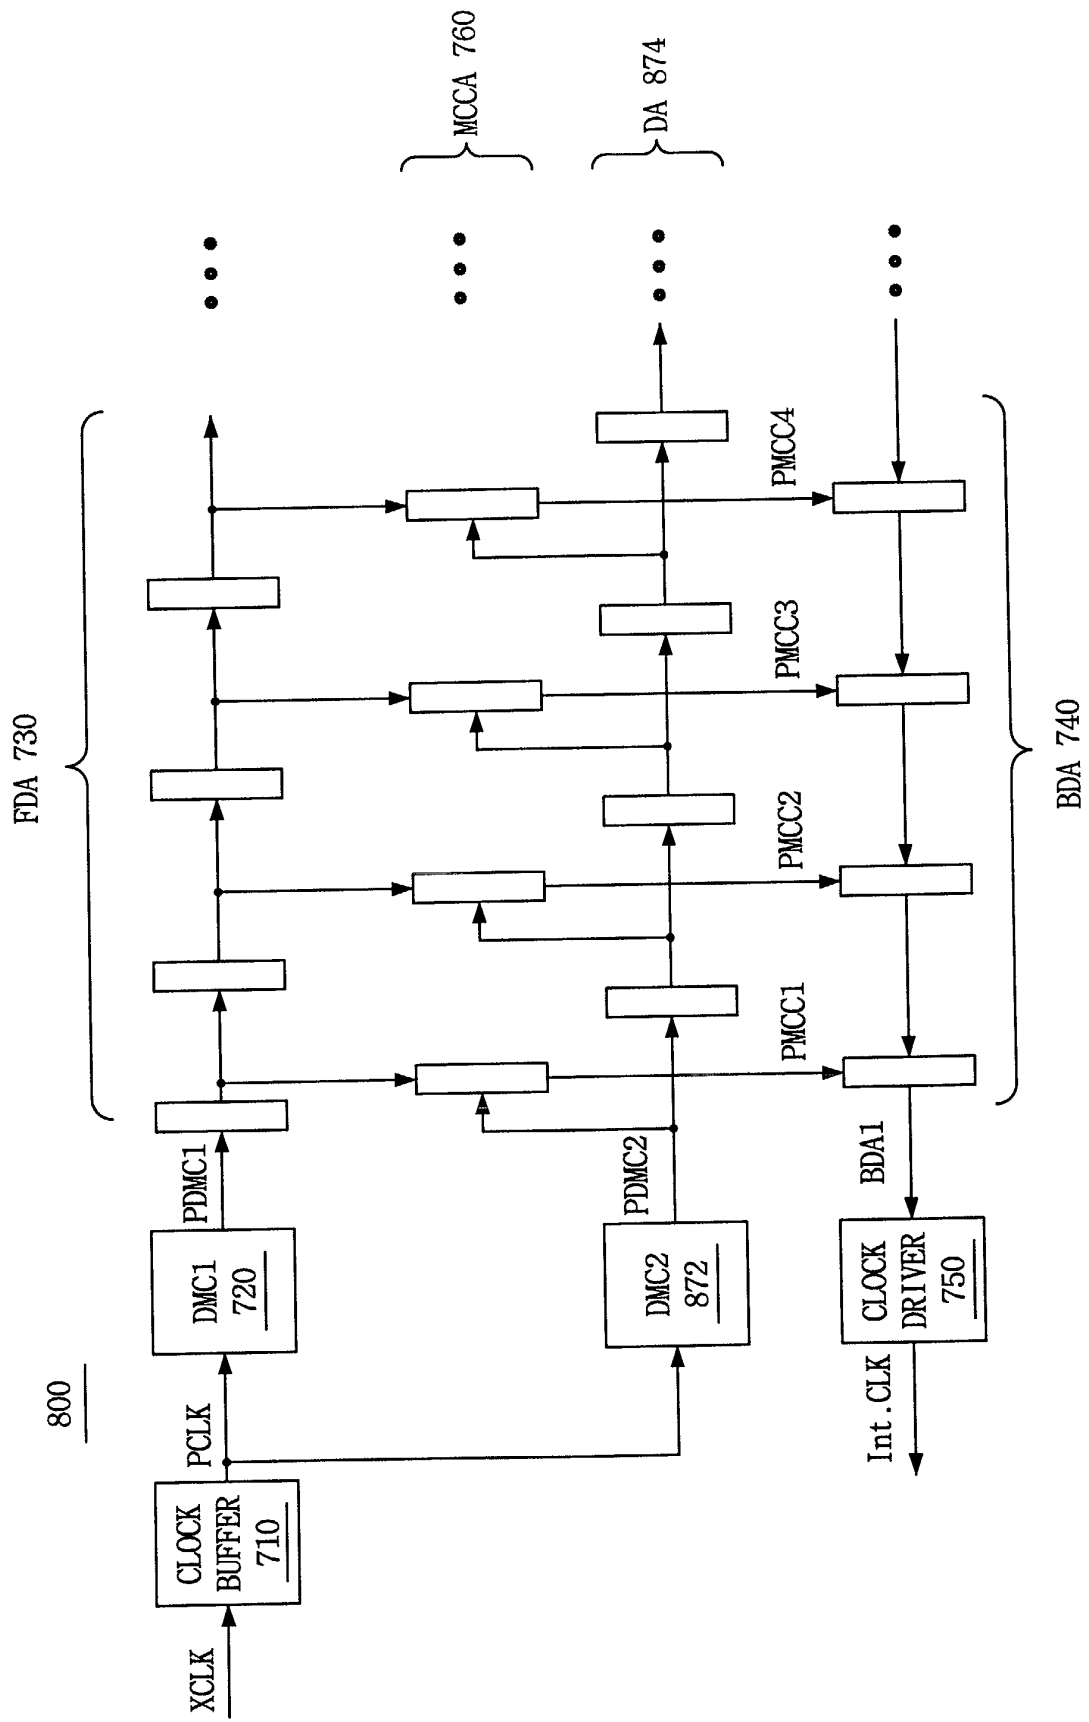 800
FDA 730
XCLK
CLOCK
BUFFER
710
PCLK
DMC1
720
PDMC1
MCCA 760
DMC2
872
PDMC2
DA 874
PMCC1
PMCC2
PMCC3
PMCC4
Int.CLK
CLOCK
DRIVER
750
BDA1
BDA 740